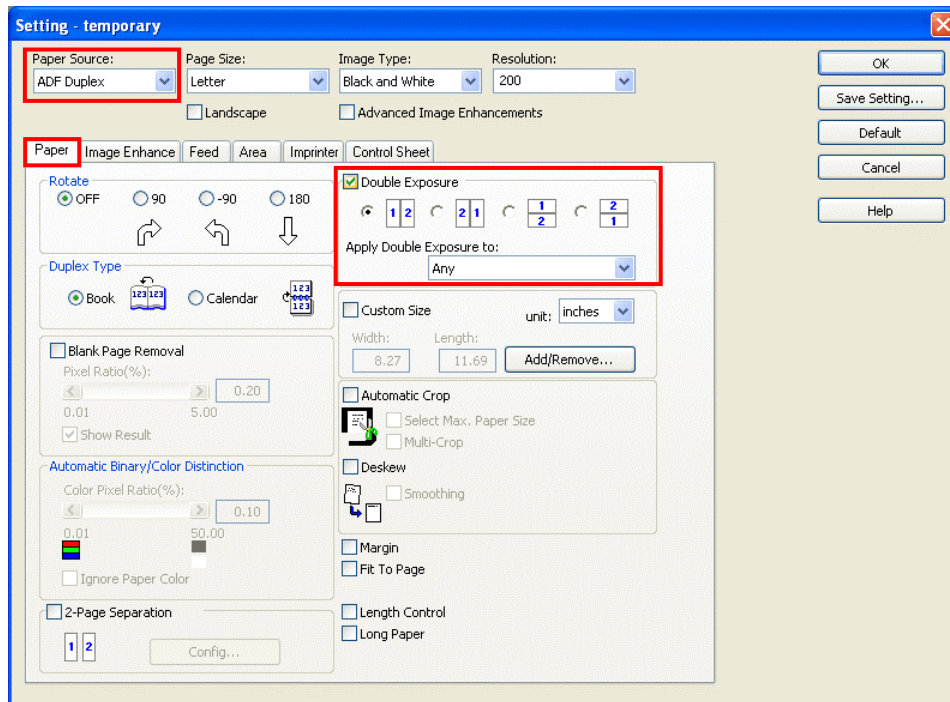 Setting - temporary
Paper Source:
Page Size:
Image Type:
Resolution:
ADF Duplex
Letter
Black and White
200
Landscape
Advanced Image Enhancements
OK
Save Setting...
Default
Cancel
Help
Paper
Image Enhance
Feed
Area
Imprinter
Control Sheet
Rotate
OFF
90
-90
180
Duplex Type
Book
123 123
Calendar
123
123
Blank Page Removal
Pixel Ratio(%):
0.20
0.01
5.00
Show Result
Automatic Binary/Color Distinction
Color Pixel Ratio(%):
0.10
0.01
50.00
Ignore Paper Color
2-Page Separation
1 2
Config...
Double Exposure
1 2
2 1
1
2
2
1
Apply Double Exposure to:
Any
Custom Size
unit:
inches
Width:
Length:
8.27
11.69
Add/Remove...
Automatic Crop
Select Max. Paper Size
Multi-Crop
Deskew
Smoothing
Margin
Fit To Page
Length Control
Long Paper